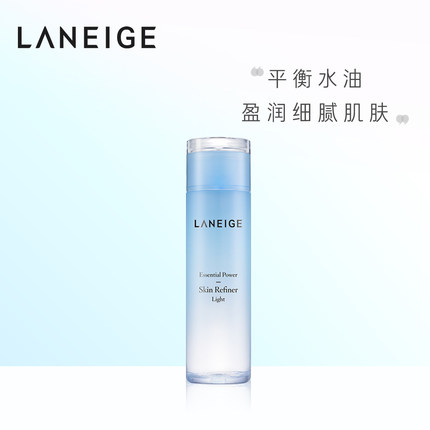 LANEIGE
平衡水油
盈润细腻肌肤
LANEIGE
Essential Power
Skin Refiner
Light